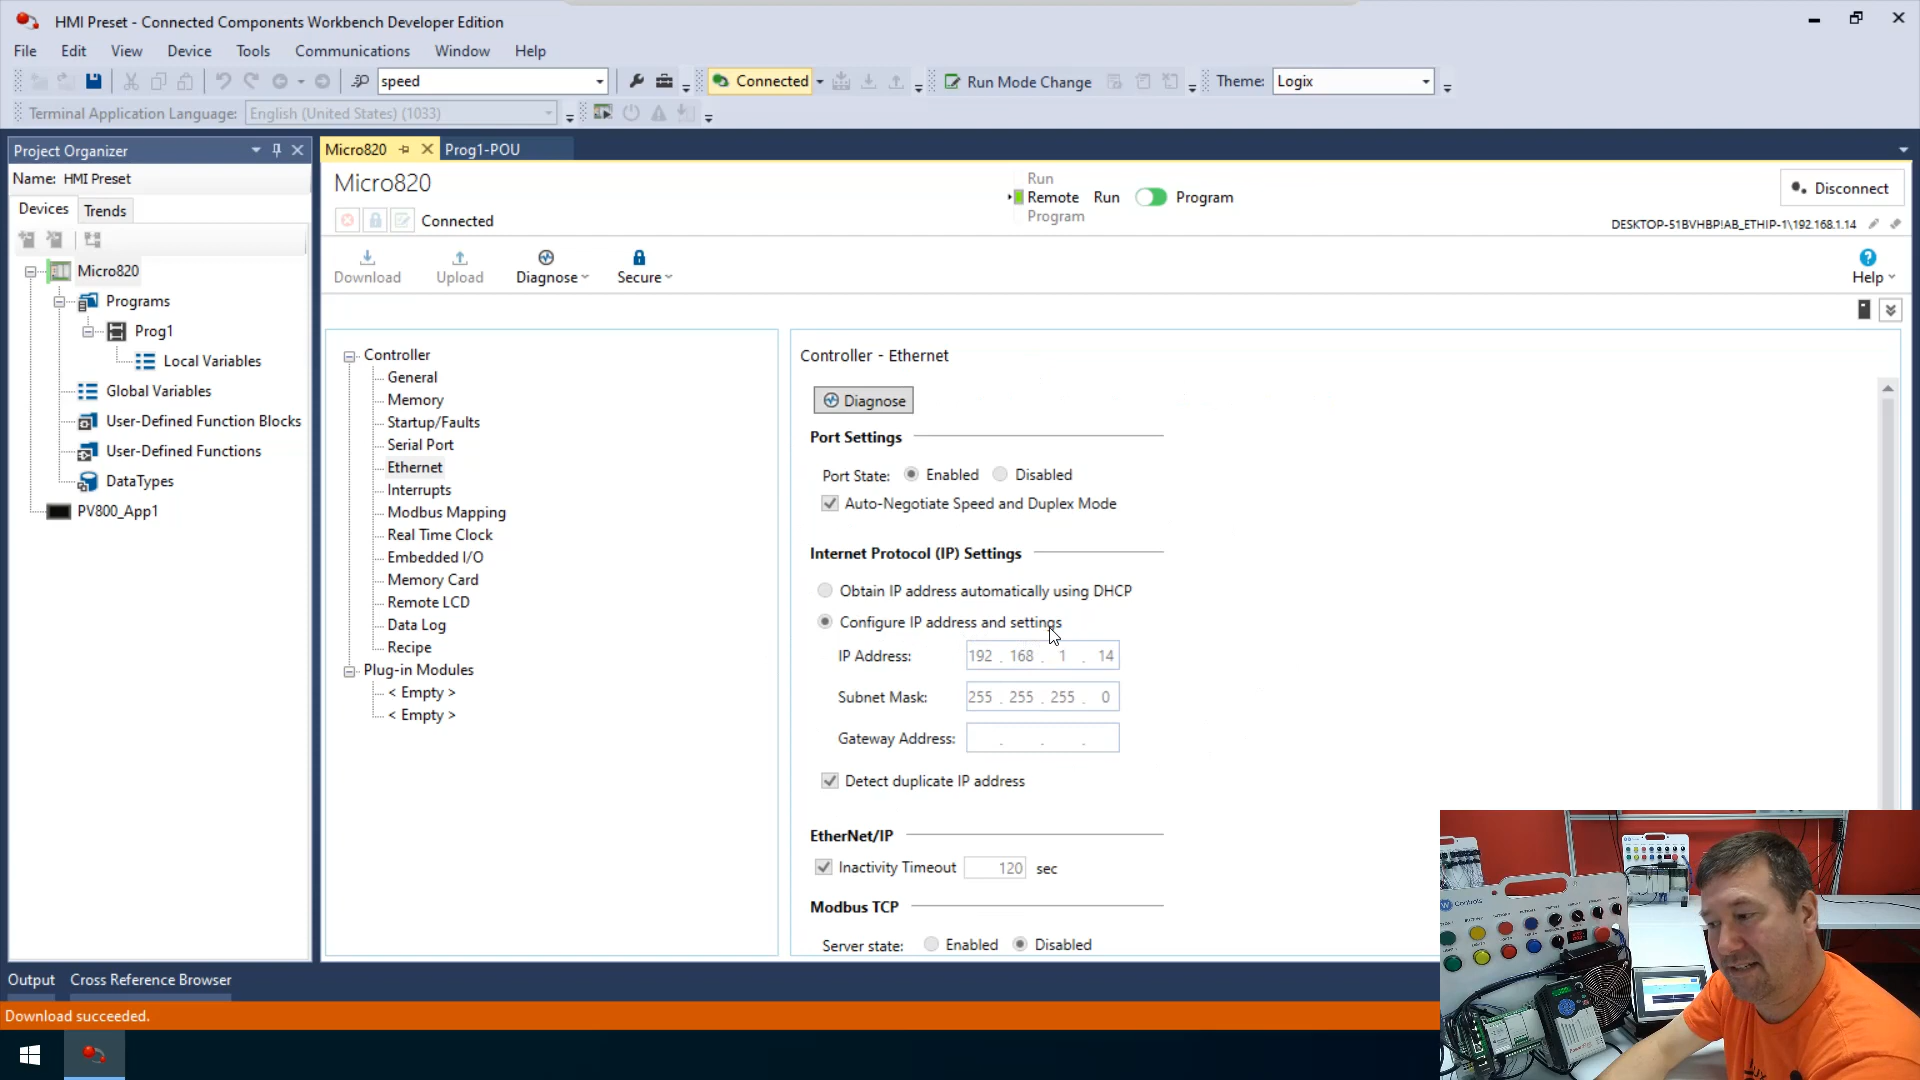 HMI Preset - Connected Components Workbench Developer Edition
File Edit View Device Tools Communications Window Help
speed Connected Run Mode Change Theme: Logix
Terminal Application Language: English (United States) (1033)
Project Organizer
Name: HMI Preset
Devices Trends
Micro820
Programs
Prog1
Local Variables
Global Variables
User-Defined Function Blocks
User-Defined Functions
DataTypes
PV800_App1
Micro820 Prog1-POU
Micro820
Connected
Run
Remote Run Program
Program
Disconnect
DESKTOP-51BVHBP!AB_ETHIP-1\192.168.1.14
Download Upload Diagnose Secure Help
Controller
General
Memory
Startup/Faults
Serial Port
Ethernet
Interrupts
Modbus Mapping
Real Time Clock
Embedded I/O
Memory Card
Remote LCD
Data Log
Recipe
Plug-in Modules
< Empty >
< Empty >
Controller - Ethernet
Diagnose
Port Settings
Port State: Enabled Disabled
Auto-Negotiate Speed and Duplex Mode
Internet Protocol (IP) Settings
Obtain IP address automatically using DHCP
Configure IP address and settings
IP Address: 192 . 168 . 1 . 14
Subnet Mask: 255 . 255 . 255 . 0
Gateway Address: . . .
Detect duplicate IP address
EtherNet/IP
Inactivity Timeout 120 sec
Modbus TCP
Server state: Enabled Disabled
Output Cross Reference Browser
Download succeeded.
Controls